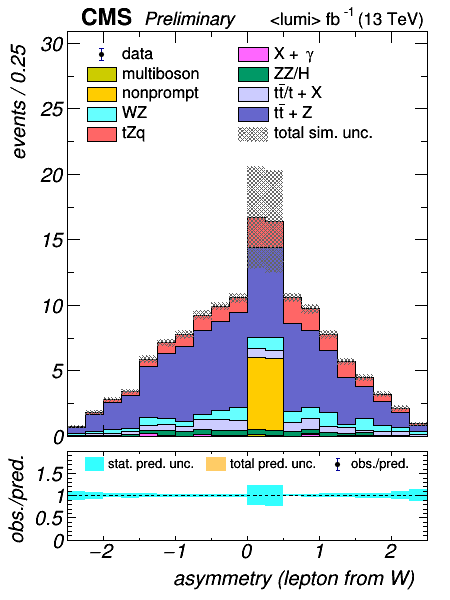 CMS Preliminary <lumi> fb⁻¹ (13 TeV)
events / 0.25
30
25
20
15
10
5
0
data
multiboson
nonprompt
WZ
tZq
X + γ
ZZ/H
tt̄/t + X
tt̄ + Z
total sim. unc.
obs./pred.
1.5
1
0.5
0
stat. pred. unc. total pred. unc. obs./pred.
−2 −1 0 1 2
asymmetry (lepton from W)